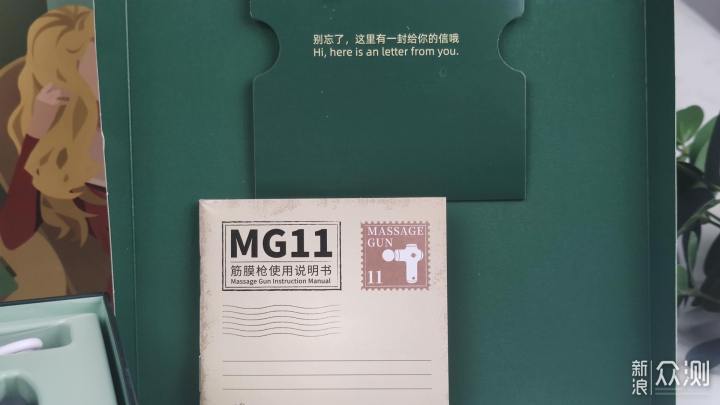 别忘了，这里有一封给你的信哦
Hi, here is an letter from you.
MG11
筋膜枪使用说明书
Massage Gun Instruction Manual
MASSAGE
GUN
11
新浪众测